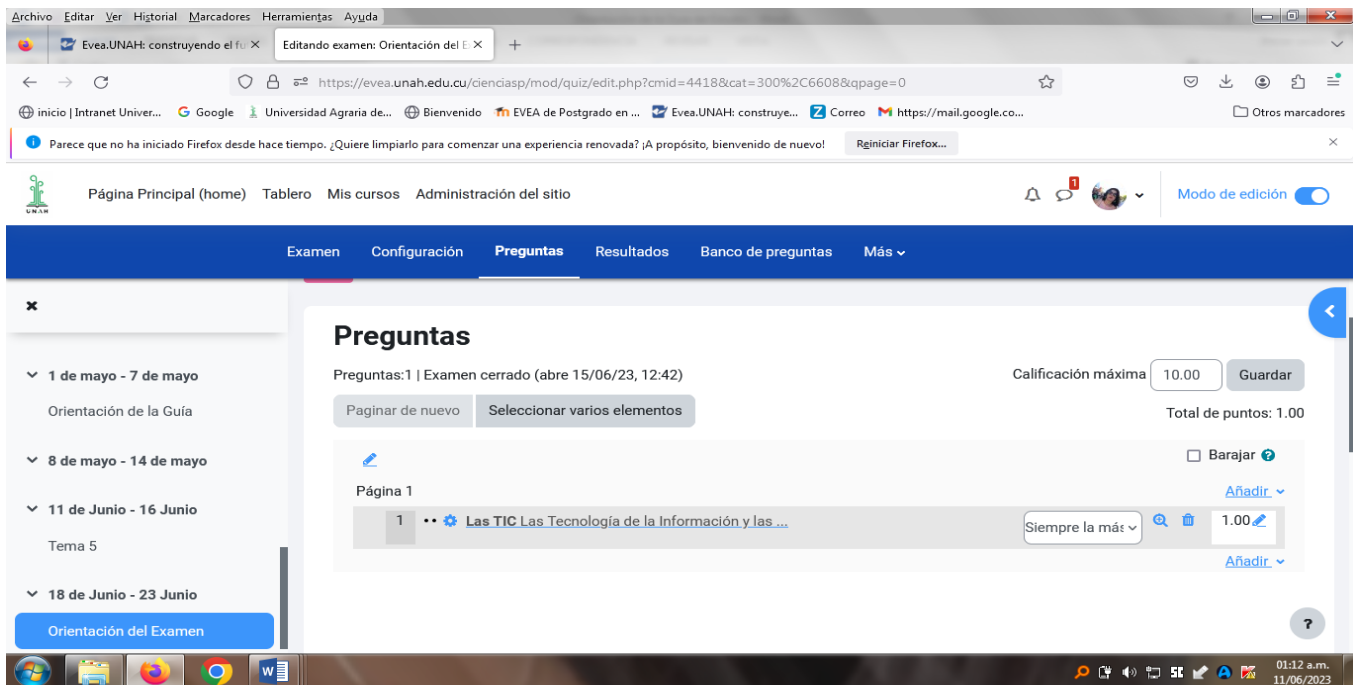 Archivo Editar Ver Historial Marcadores Herramientas Ayuda
Evea.UNAH: construyendo el fu
Editando examen: Orientación del E
https://evea.unah.edu.cu/cienciasp/mod/quiz/edit.php?cmid=4418&cat=300%2C6608&qpage=0
inicio | Intranet Univer... Google Universidad Agraria de... Bienvenido EVEA de Postgrado en ... Evea.UNAH: construye... Correo https://mail.google.co... Otros marcadores
Parece que no ha iniciado Firefox desde hace tiempo. ¿Quiere limpiarlo para comenzar una experiencia renovada? ¡A propósito, bienvenido de nuevo! Reiniciar Firefox...
UNAH
Página Principal (home) Tablero Mis cursos Administración del sitio
1
Modo de edición
Examen Configuración Preguntas Resultados Banco de preguntas Más
1 de mayo - 7 de mayo
Orientación de la Guía
8 de mayo - 14 de mayo
11 de Junio - 16 Junio
Tema 5
18 de Junio - 23 Junio
Orientación del Examen
Preguntas
Preguntas:1 | Examen cerrado (abre 15/06/23, 12:42)
Calificación máxima 10.00 Guardar
Paginar de nuevo Seleccionar varios elementos
Total de puntos: 1.00
Barajar ?
Página 1
Añadir
1 Las TIC Las Tecnología de la Información y las ... Siempre la más 1.00
Añadir
?
01:12 a.m.
11/06/2023